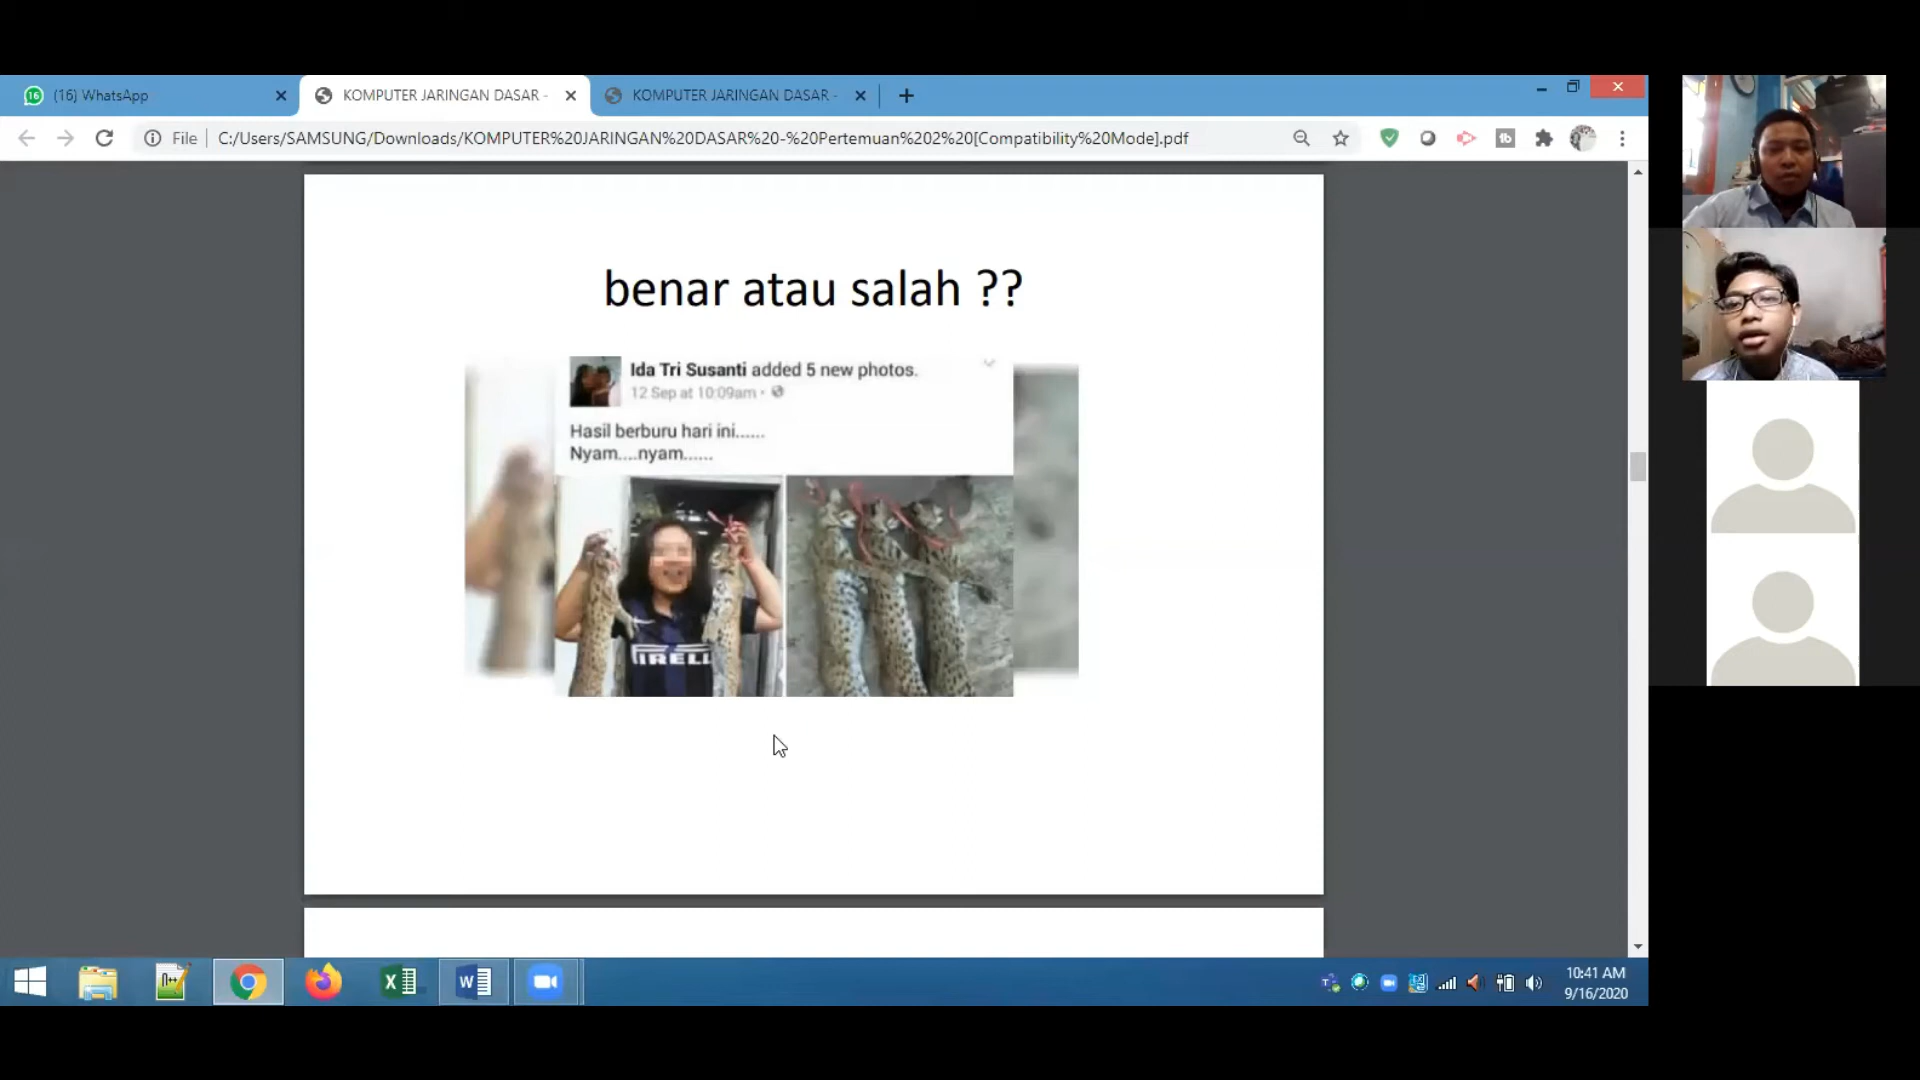 (16) WhatsApp
KOMPUTER JARINGAN DASAR -
KOMPUTER JARINGAN DASAR -
File
C:/Users/SAMSUNG/Downloads/KOMPUTER%20JARINGAN%20DASAR%20-%20Pertemuan%202%20[Compatibility%20Mode].pdf
benar atau salah ??
Ida Tri Susanti added 5 new photos.
12 Sep at 10:09am
Hasil berburu hari ini......
Nyam....nyam......
PIRELLI
10:41 AM
9/16/2020